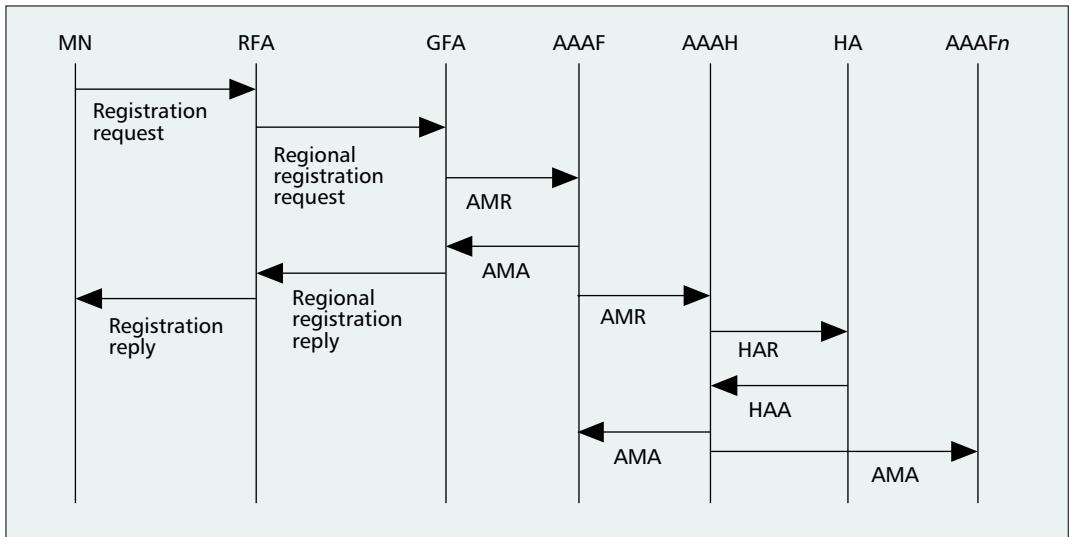 MN RFA GFA AAAF AAAH HA AAAFn
Registration
request
Regional
registration
request
AMR
AMA
Regional
registration
reply
Registration
reply
AMR
HAR
HAA
AMA
AMA